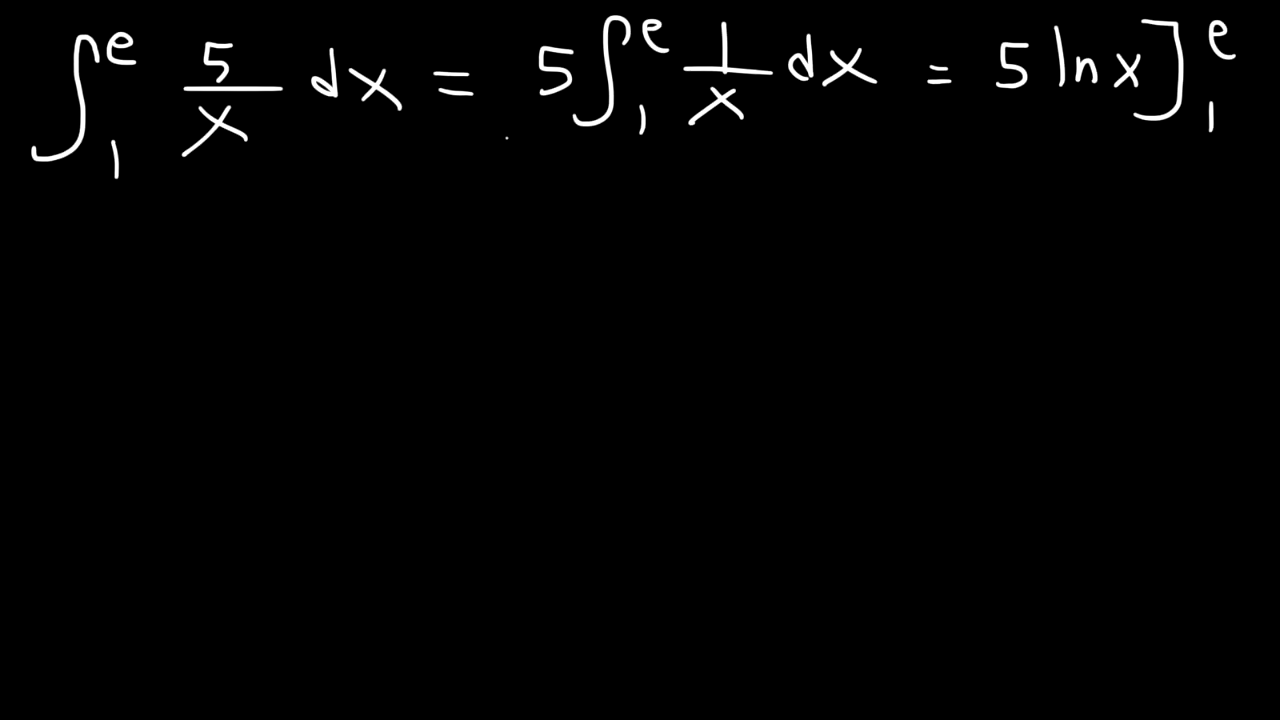 ∫₁ᵉ 5/x dx = 5∫₁ᵉ 1/x dx = 5 ln x]₁ᵉ